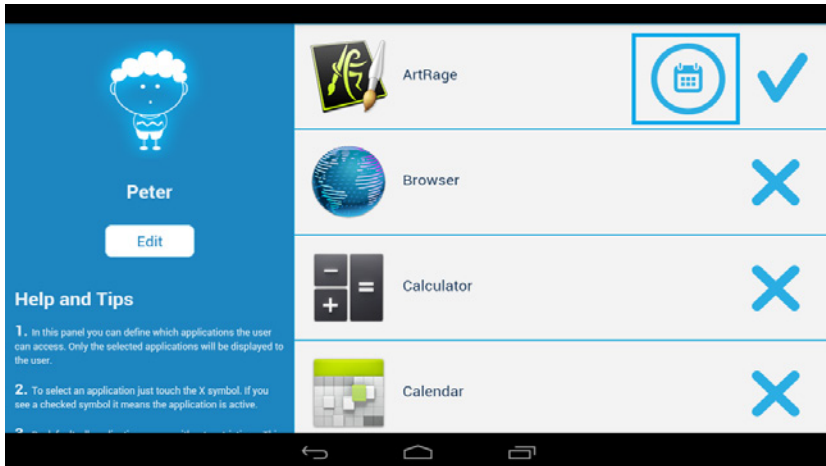 Peter
Edit
Help and Tips
1. In this panel you can define which applications the user
can access. Only the selected applications will be displayed to
the user.
2. To select an application just touch the X symbol. If you
see a checked symbol it means the application is active.
ArtRage
Browser
Calculator
Calendar